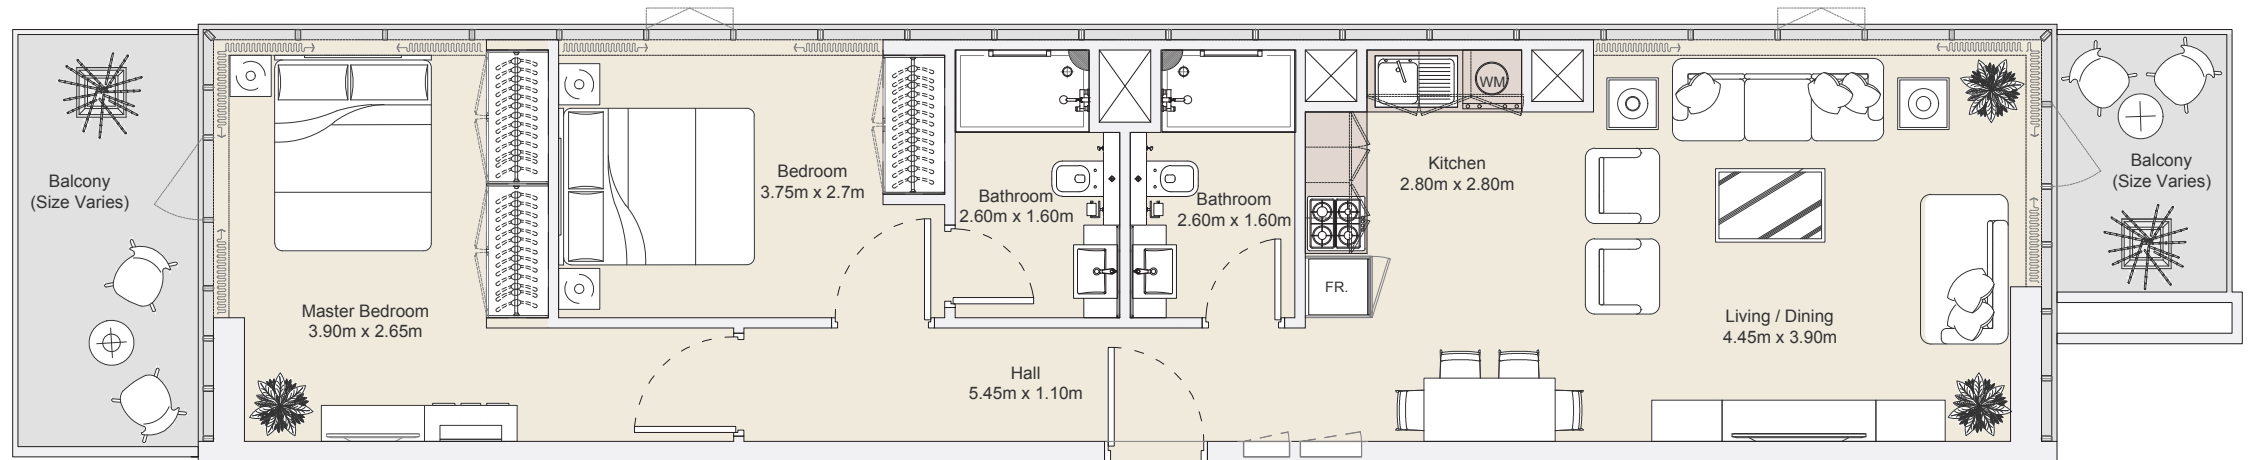 Balcony
(Size Varies)
Master Bedroom
3.90m x 2.65m
Bedroom
3.75m x 2.7m
Bathroom
2.60m x 1.60m
Bathroom
2.60m x 1.60m
Hall
5.45m x 1.10m
WM
Kitchen
2.80m x 2.80m
FR.
Living / Dining
4.45m x 3.90m
Balcony
(Size Varies)